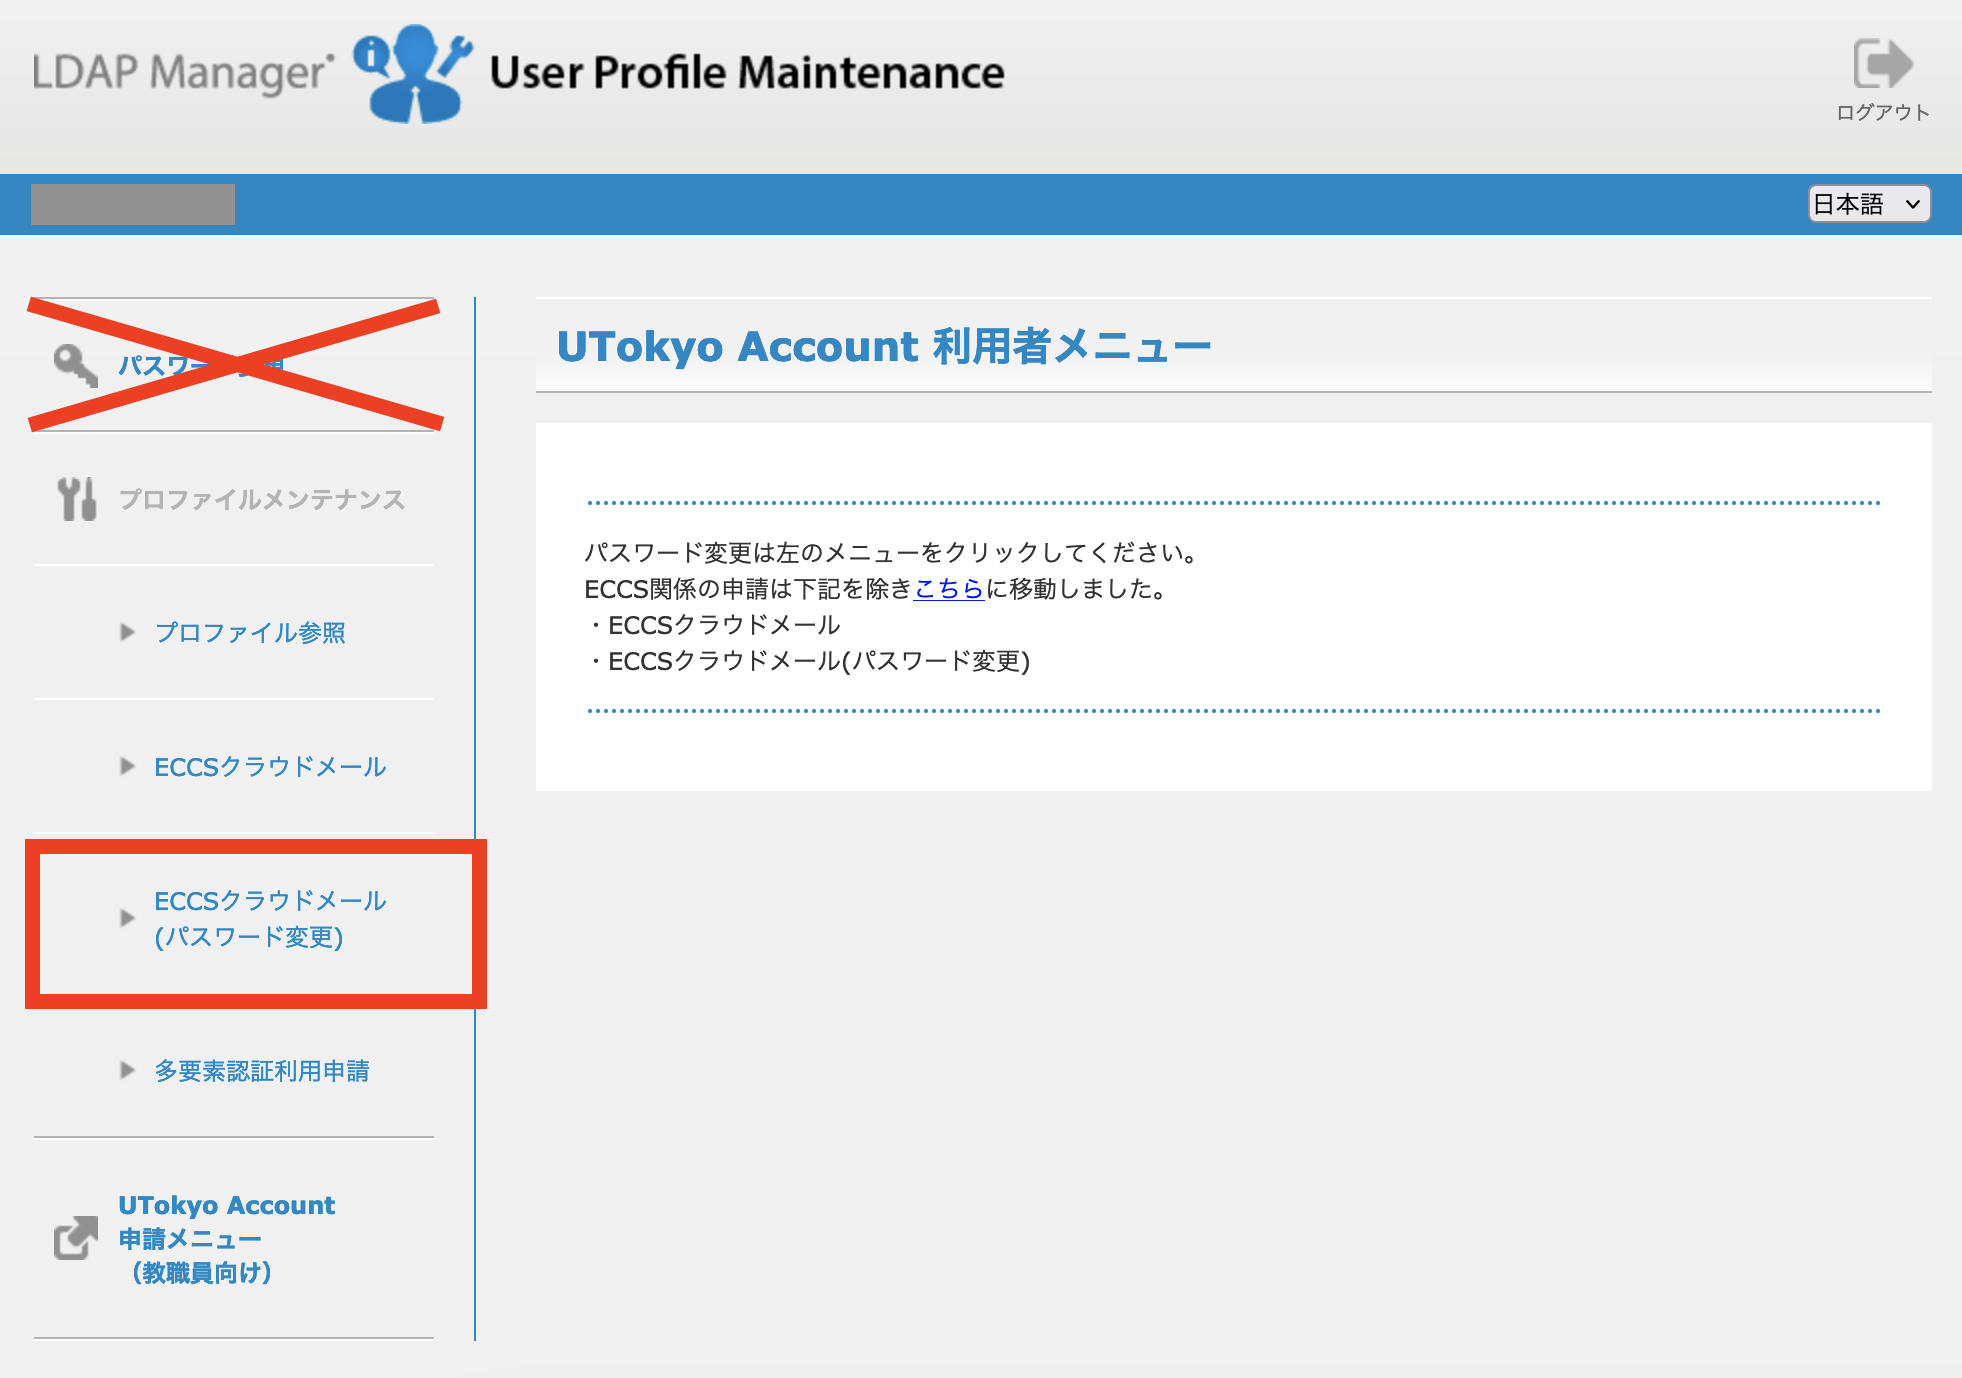 LDAP Manager
User Profile Maintenance
ログアウト
日本語
パスワー
プロファイルメンテナンス
プロファイル参照
ECCSクラウドメール
ECCSクラウドメール
(パスワード変更)
多要素認証利用申請
UTokyo Account
申請メニュー
（教職員向け）
UTokyo Account 利用者メニュー
パスワード変更は左のメニューをクリックしてください。
ECCS関係の申請は下記を除きこちらに移動しました。
・ECCSクラウドメール
・ECCSクラウドメール(パスワード変更)